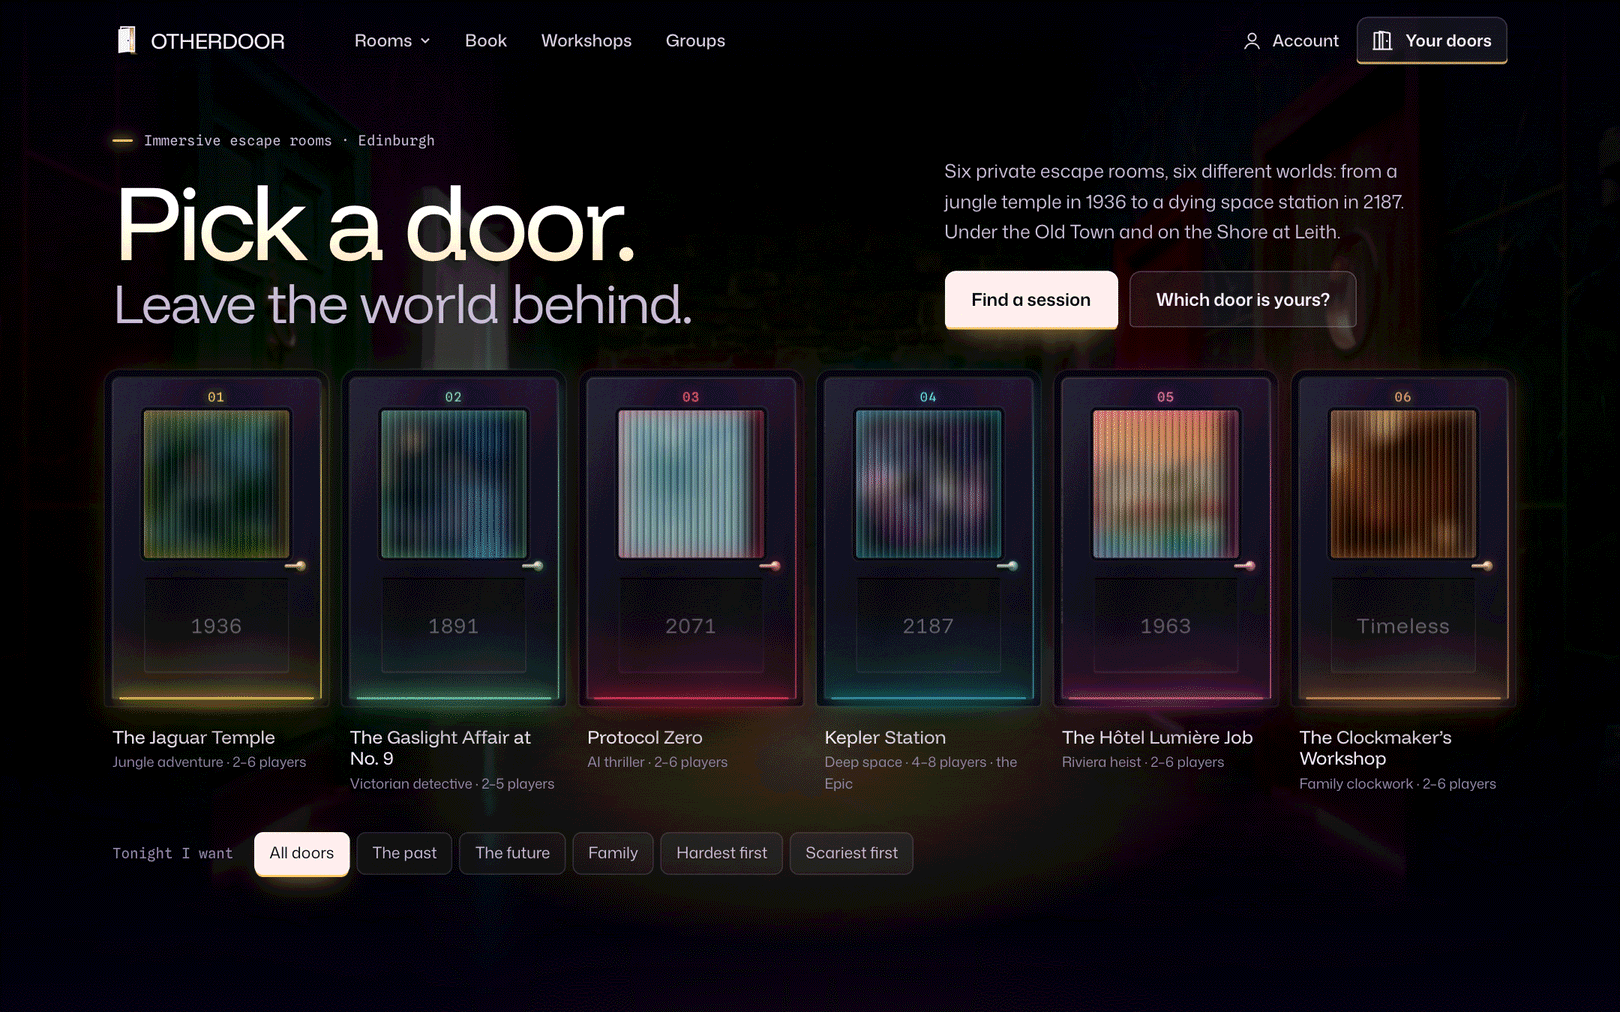 OTHERDOOR
Rooms
Book
Workshops
Groups
Account
Your doors
Immersive escape rooms · Edinburgh
Pick a door.
Leave the world behind.
Six private escape rooms, six different worlds: from a
jungle temple in 1936 to a dying space station in 2187.
Under the Old Town and on the Shore at Leith.
Find a session
Which door is yours?
01
1936
The Jaguar Temple
Jungle adventure · 2–6 players
02
1891
The Gaslight Affair at
No. 9
Victorian detective · 2–5 players
03
2071
Protocol Zero
AI thriller · 2–6 players
04
2187
Kepler Station
Deep space · 4–8 players · the
Epic
05
1963
The Hôtel Lumière Job
Riviera heist · 2–6 players
06
Timeless
The Clockmaker’s
Workshop
Family clockwork · 2–6 players
Tonight I want
All doors
The past
The future
Family
Hardest first
Scariest first